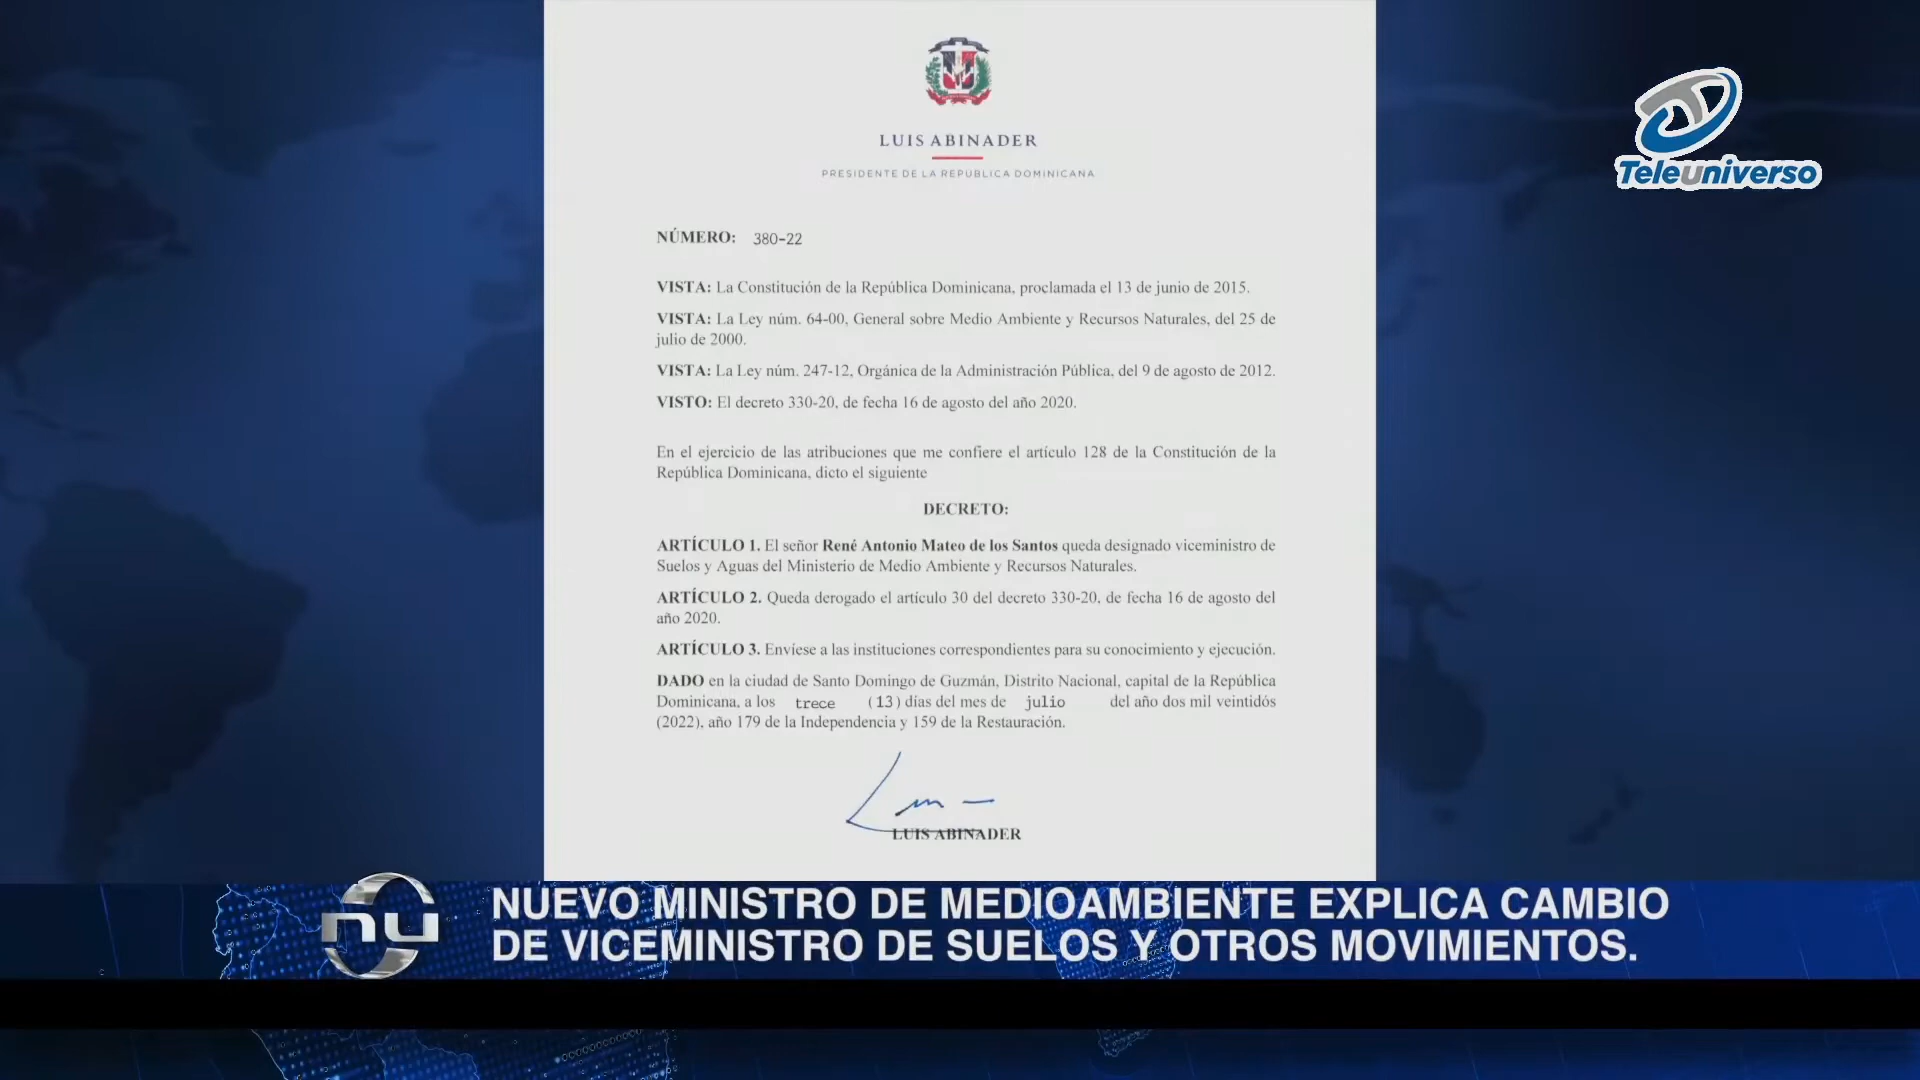 LUIS ABINADER
PRESIDENTE DE LA REPÚBLICA DOMINICANA
Teleuniverso
NÚMERO: 380-22
VISTA: La Constitución de la República Dominicana, proclamada el 13 de junio de 2015.
VISTA: La Ley núm. 64-00, General sobre Medio Ambiente y Recursos Naturales, del 25 de
julio de 2000.
VISTA: La Ley núm. 247-12, Orgánica de la Administración Pública, del 9 de agosto de 2012.
VISTO: El decreto 330-20, de fecha 16 de agosto del año 2020.
En el ejercicio de las atribuciones que me confiere el artículo 128 de la Constitución de la
República Dominicana, dicto el siguiente
DECRETO:
ARTÍCULO 1. El señor René Antonio Mateo de los Santos queda designado viceministro de
Suelos y Aguas del Ministerio de Medio Ambiente y Recursos Naturales.
ARTÍCULO 2. Queda derogado el artículo 30 del decreto 330-20, de fecha 16 de agosto del
año 2020.
ARTÍCULO 3. Envíese a las instituciones correspondientes para su conocimiento y ejecución.
DADO en la ciudad de Santo Domingo de Guzmán, Distrito Nacional, capital de la República
Dominicana, a los trece (13) días del mes de julio del año dos mil veintidós
(2022), año 179 de la Independencia y 159 de la Restauración.
LUIS ABINADER
nu
NUEVO MINISTRO DE MEDIOAMBIENTE EXPLICA CAMBIO
DE VICEMINISTRO DE SUELOS Y OTROS MOVIMIENTOS.